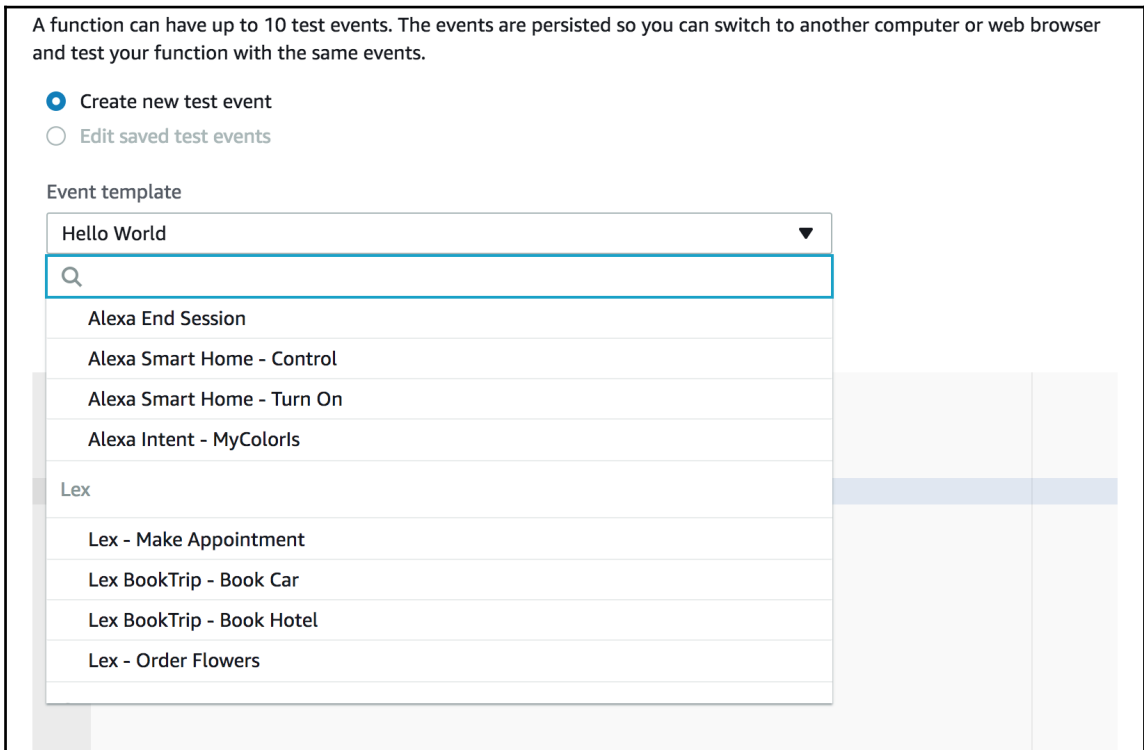 A function can have up to 10 test events. The events are persisted so you can switch to another computer or web browser
and test your function with the same events.
Create new test event
Edit saved test events
Event template
Hello World
Alexa End Session
Alexa Smart Home - Control
Alexa Smart Home - Turn On
Alexa Intent - MyColorIs
Lex
Lex - Make Appointment
Lex BookTrip - Book Car
Lex BookTrip - Book Hotel
Lex - Order Flowers